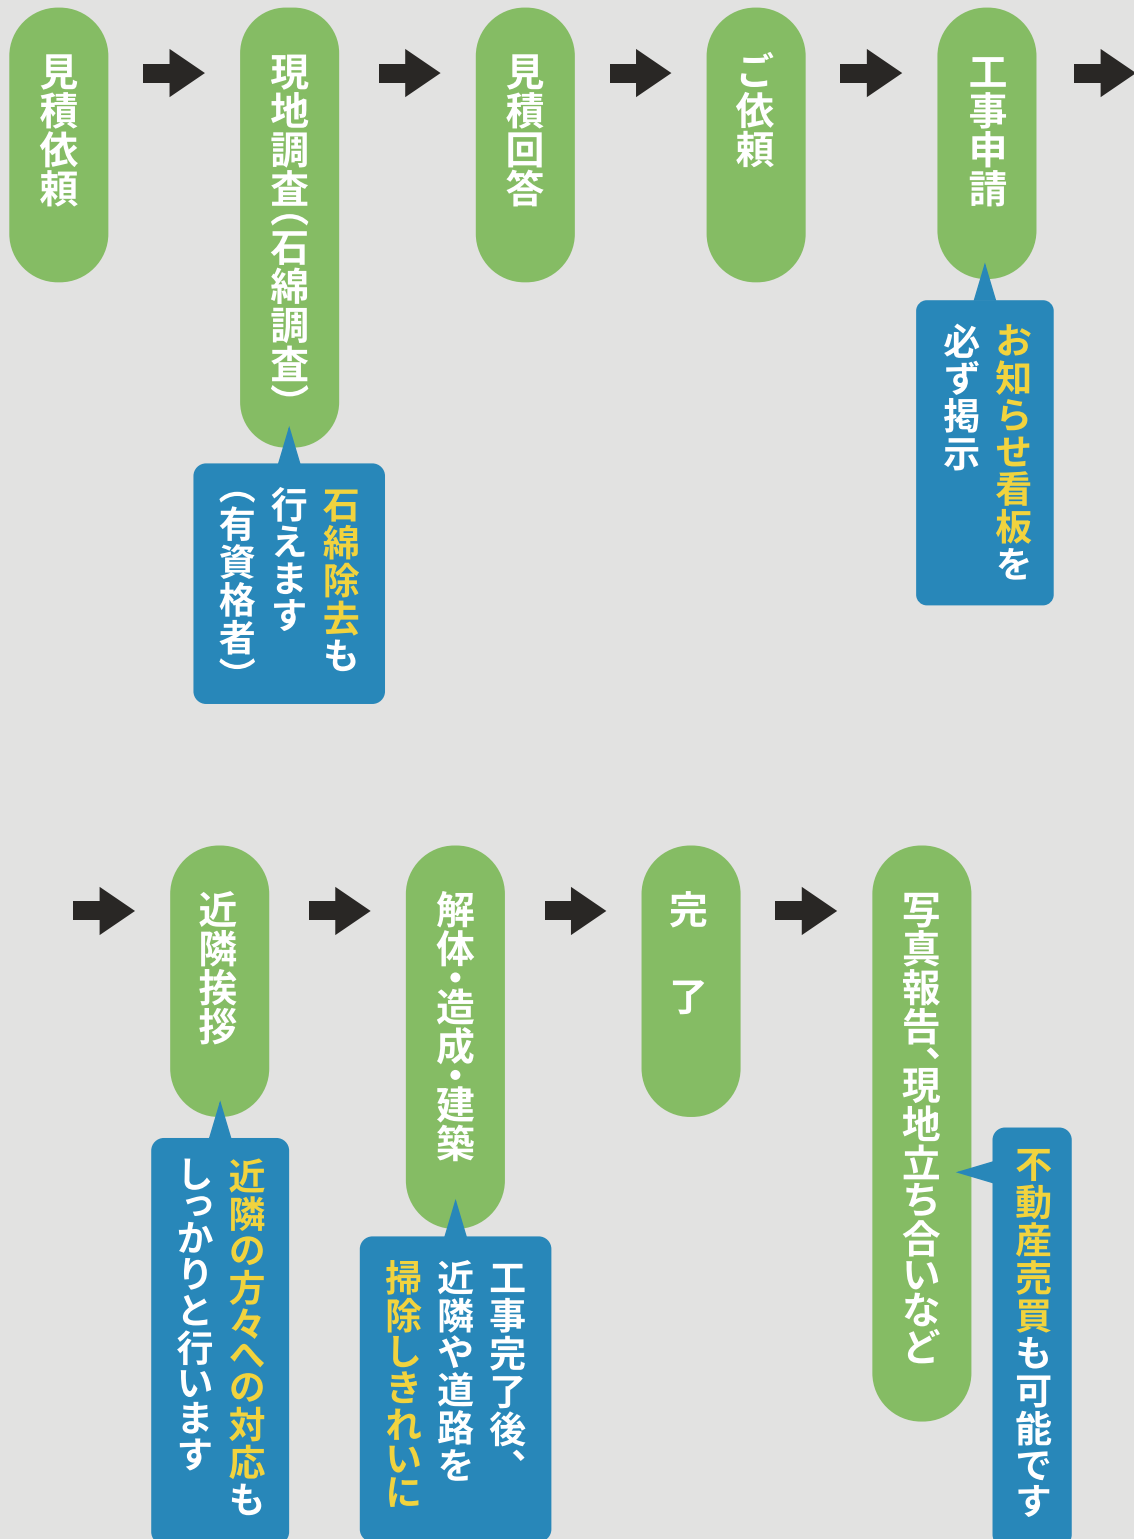 見積依頼
現地調査（石綿調査）
石綿除去も
行えます
（有資格者）
見積回答
ご依頼
工事申請
お知らせ看板を
必ず掲示
近隣挨拶
近隣の方々への対応も
しっかりと行います
解体・造成・建築
工事完了後、
近隣や道路を
掃除しきれいに
完 了
写真報告、現地立ち合いなど
不動産売買も可能です